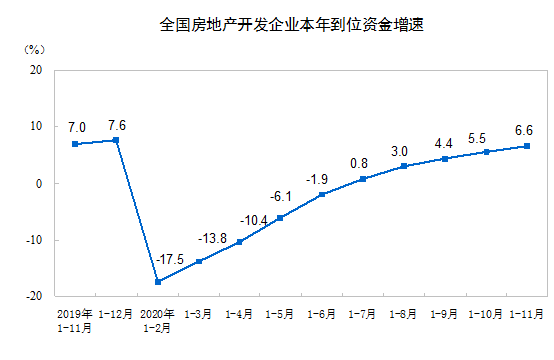 全国房地产开发企业本年到位资金增速
(%)
20
10
0
-10
-20
7.0
7.6
-17.5
-13.8
-10.4
-6.1
-1.9
0.8
3.0
4.4
5.5
6.6
2019年
1-11月
1-12月
2020年
1-2月
1-3月
1-4月
1-5月
1-6月
1-7月
1-8月
1-9月
1-10月
1-11月